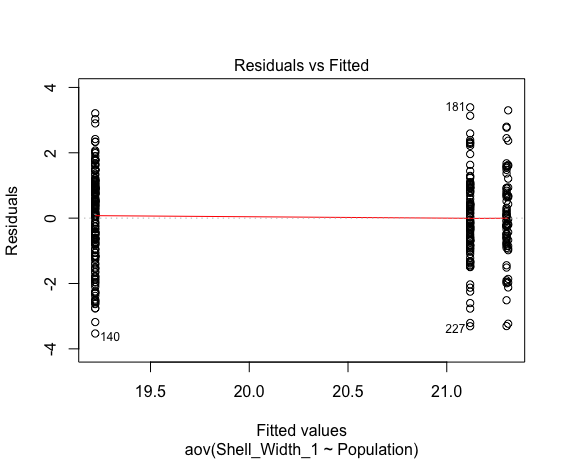 Residuals vs Fitted
Residuals
4
2
0
-2
-4
181
140
227
19.5 20.0 20.5 21.0
Fitted values
aov(Shell_Width_1 ~ Population)